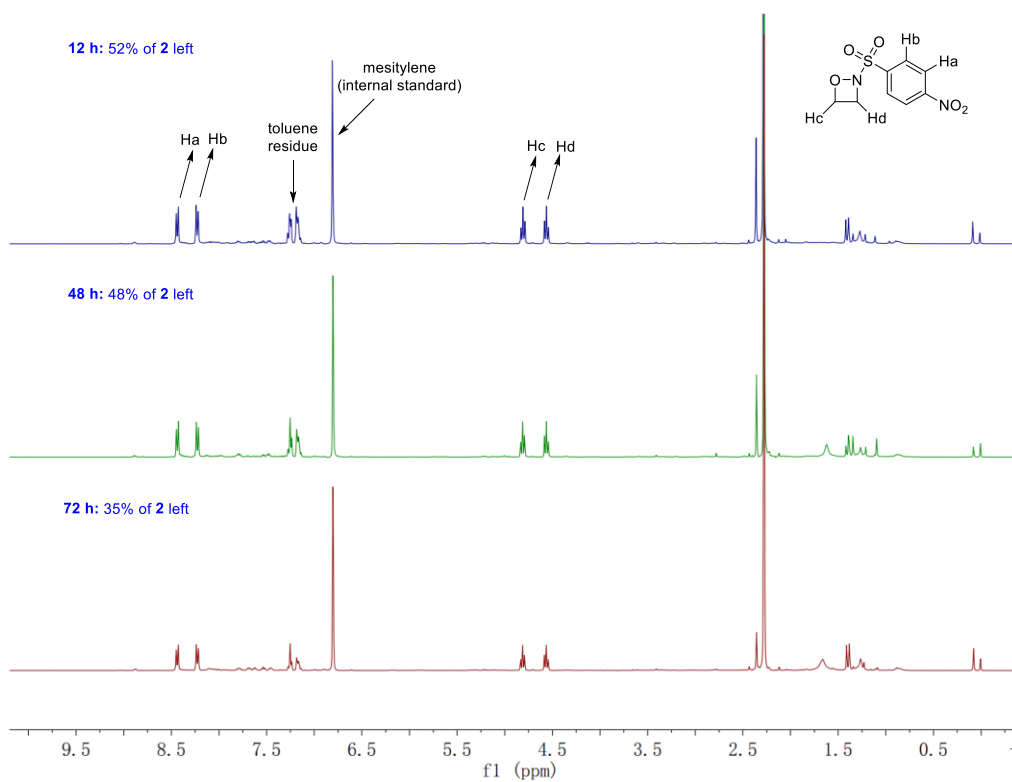 12 h: 52% of 2 left
mesitylene
(internal standard)
toluene
residue
Ha
Hb
Hc
Hd
O
O
S
O
N
Hb
Ha
NO2
Hc
Hd
48 h: 48% of 2 left
72 h: 35% of 2 left
9.5 8.5 7.5 6.5 5.5 4.5 3.5 2.5 1.5 0.5
f1 (ppm)